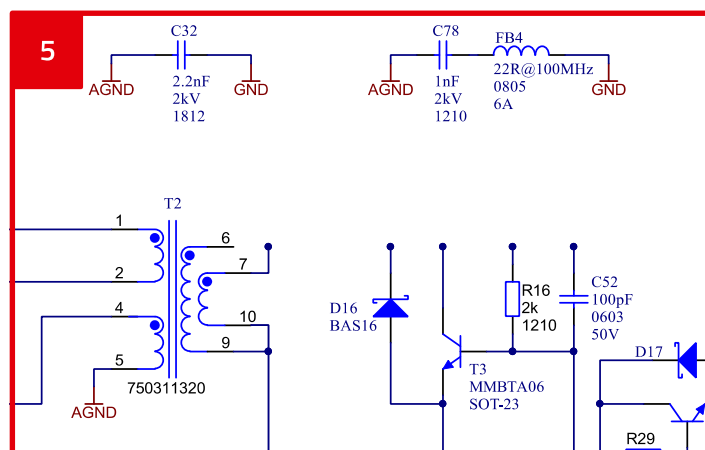 5
C32
2.2nF
2kV
1812
AGND
GND
C78
1nF
2kV
1210
FB4
22R@100MHz
0805
6A
AGND
GND
T2
1
2
4
5
6
7
10
9
750311320
AGND
D16
BAS16
R16
2k
1210
C52
100pF
0603
50V
T3
MMBTA06
SOT-23
D17
R29